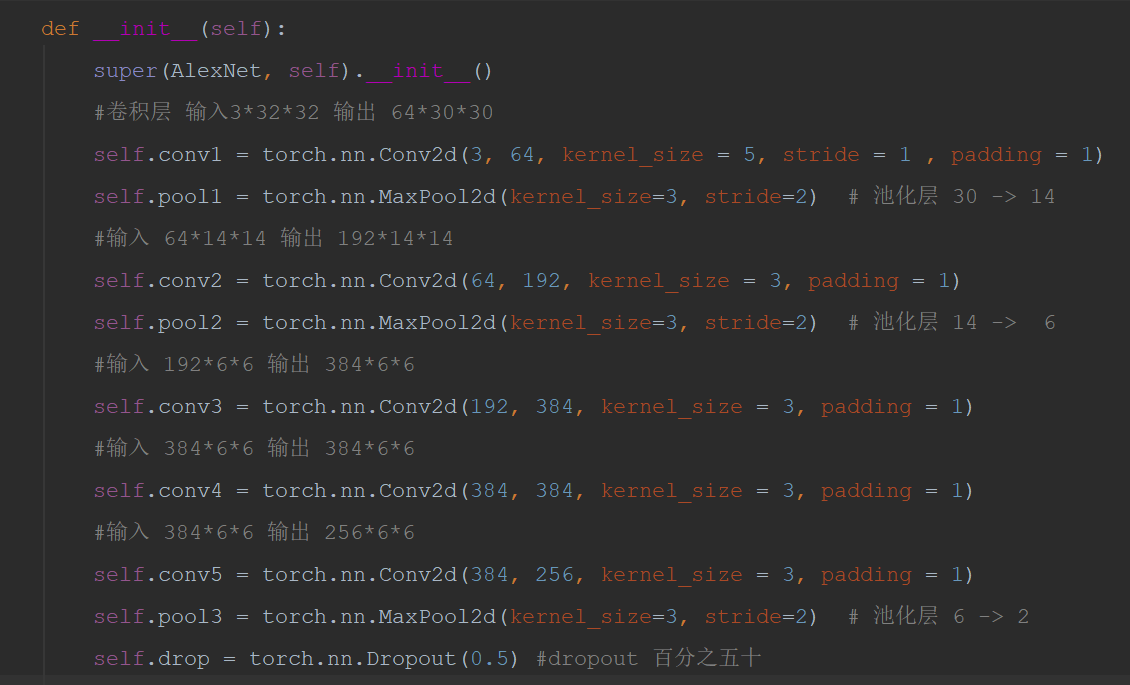 def __init__(self):
super(AlexNet, self).__init__()
#卷积层 输入3*32*32 输出 64*30*30
self.conv1 = torch.nn.Conv2d(3, 64, kernel_size = 5, stride = 1 , padding = 1)
self.pool1 = torch.nn.MaxPool2d(kernel_size=3, stride=2)  # 池化层 30 -> 14
#输入 64*14*14 输出 192*14*14
self.conv2 = torch.nn.Conv2d(64, 192, kernel_size = 3, padding = 1)
self.pool2 = torch.nn.MaxPool2d(kernel_size=3, stride=2)  # 池化层 14 ->  6
#输入 192*6*6 输出 384*6*6
self.conv3 = torch.nn.Conv2d(192, 384, kernel_size = 3, padding = 1)
#输入 384*6*6 输出 384*6*6
self.conv4 = torch.nn.Conv2d(384, 384, kernel_size = 3, padding = 1)
#输入 384*6*6 输出 256*6*6
self.conv5 = torch.nn.Conv2d(384, 256, kernel_size = 3, padding = 1)
self.pool3 = torch.nn.MaxPool2d(kernel_size=3, stride=2)  # 池化层 6 -> 2
self.drop = torch.nn.Dropout(0.5) #dropout 百分之五十